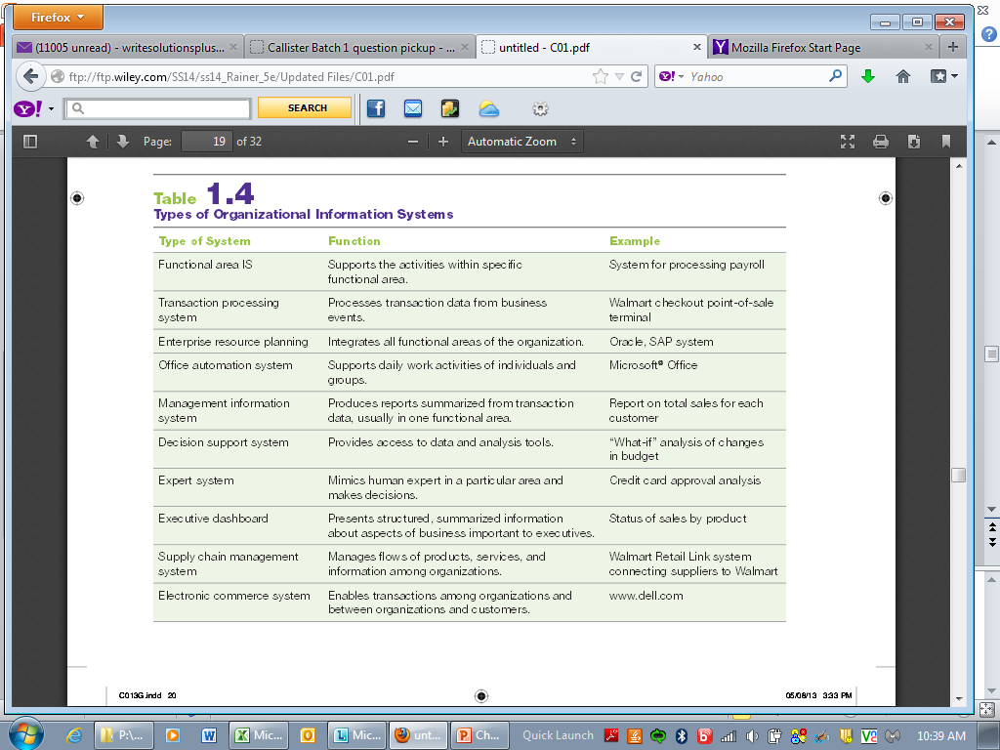 Firefox
(11005 unread) - writesolutionsplus...
Callister Batch 1 question pickup - ...
untitled - C01.pdf
Mozilla Firefox Start Page
ftp://ftp.wiley.com/SS14/ss14_Rainer_5e/Updated Files/C01.pdf
Yahoo
SEARCH
Page: 19 of 32
Automatic Zoom
Table 1.4
Types of Organizational Information Systems
Type of System Function Example
Functional area IS Supports the activities within specific System for processing payroll
functional area.
Transaction processing Processes transaction data from business Walmart checkout point-of-sale
system events. terminal
Enterprise resource planning Integrates all functional areas of the organization. Oracle, SAP system
Office automation system Supports daily work activities of individuals and Microsoft® Office
groups.
Management information Produces reports summarized from transaction Report on total sales for each
system data, usually in one functional area. customer
Decision support system Provides access to data and analysis tools. “What-if” analysis of changes
in budget
Expert system Mimics human expert in a particular area and Credit card approval analysis
makes decisions.
Executive dashboard Presents structured, summarized information Status of sales by product
about aspects of business important to executives.
Supply chain management Manages flows of products, services, and Walmart Retail Link system
system information among organizations. connecting suppliers to Walmart
Electronic commerce system Enables transactions among organizations and www.dell.com
between organizations and customers.
C013G.indd 20 05/08/13 3:33 PM
P:\... Mic... Mic... unt... Ch... Quick Launch 10:39 AM